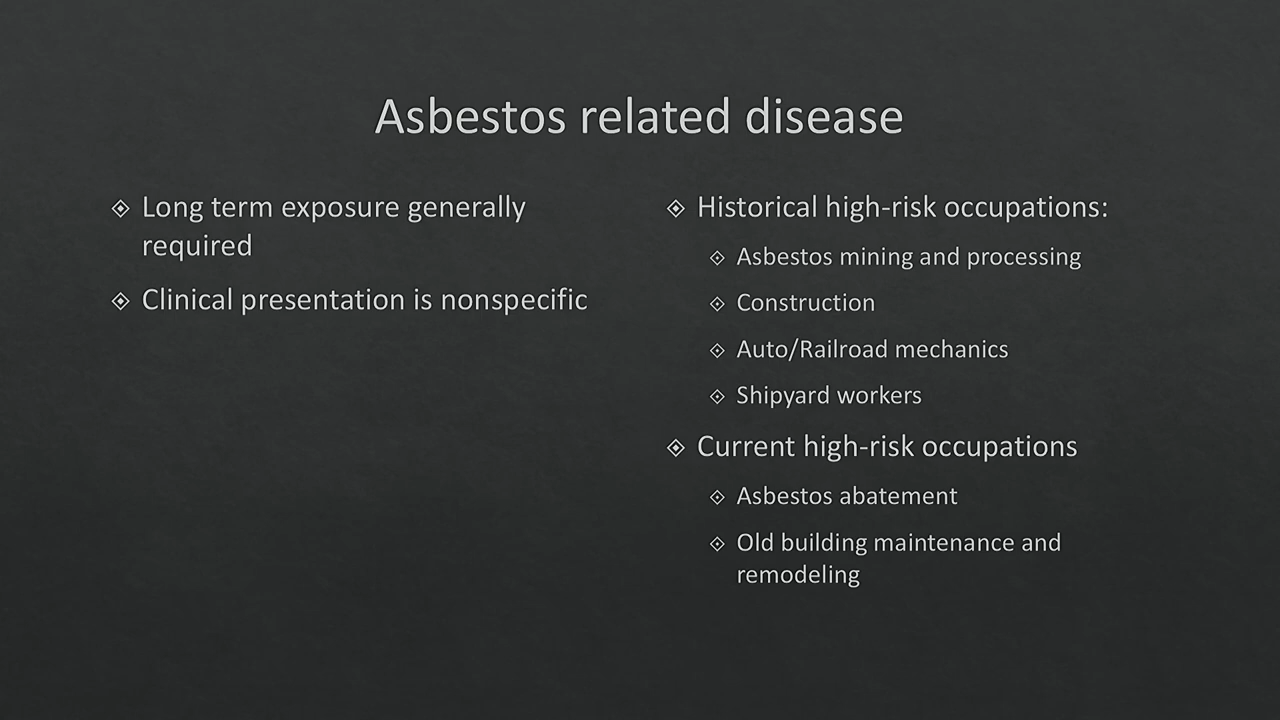 Asbestos related disease
Long term exposure generally
required
Clinical presentation is nonspecific
Historical high-risk occupations:
Asbestos mining and processing
Construction
Auto/Railroad mechanics
Shipyard workers
Current high-risk occupations
Asbestos abatement
Old building maintenance and
remodeling